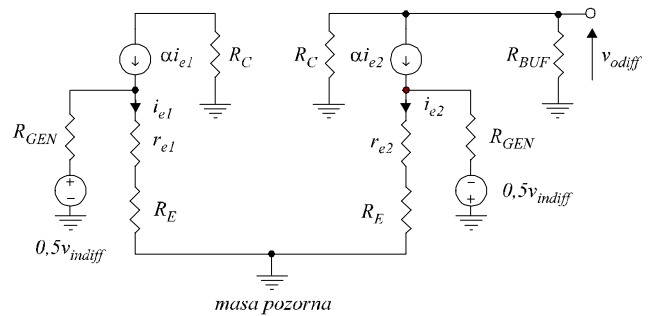 αi_e1
R_C
R_C
αi_e2
R_BUF
v_odiff
i_e1
i_e2
R_GEN
r_e1
r_e2
R_GEN
+
−
−
+
0,5v_indiff
R_E
R_E
0,5v_indiff
masa pozorna